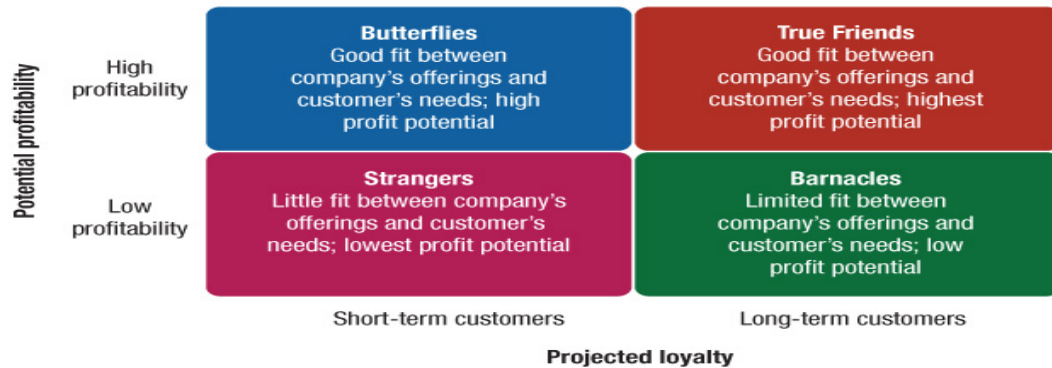 Potential profitability
High
profitability
Butterflies
Good fit between
company's offerings and
customer's needs; high
profit potential
True Friends
Good fit between
company's offerings and
customer's needs; highest
profit potential
Low
profitability
Strangers
Little fit between company's
offerings and customer's
needs; lowest profit potential
Barnacles
Limited fit between
company's offerings and
customer's needs; low
profit potential
Short-term customers
Long-term customers
Projected loyalty